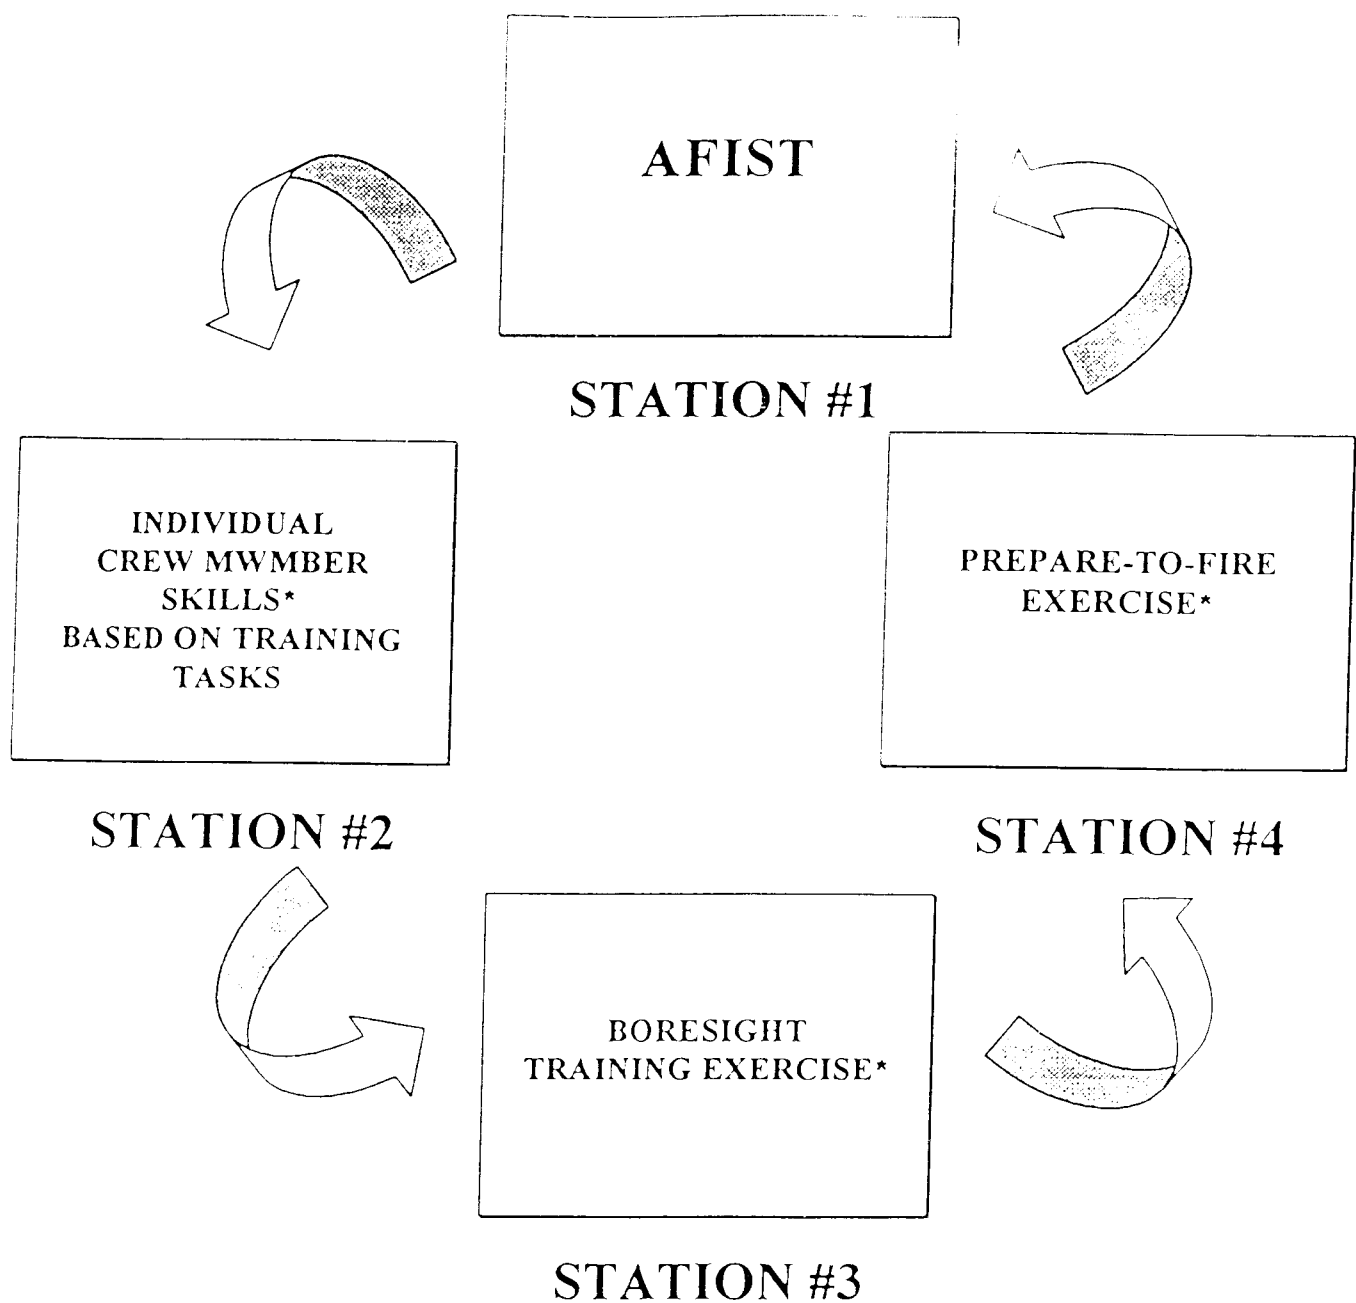 AFIST
STATION #1
INDIVIDUAL
CREW MWMBER
SKILLS*
BASED ON TRAINING
TASKS
STATION #2
BORESIGHT
TRAINING EXERCISE*
STATION #3
PREPARE-TO-FIRE
EXERCISE*
STATION #4